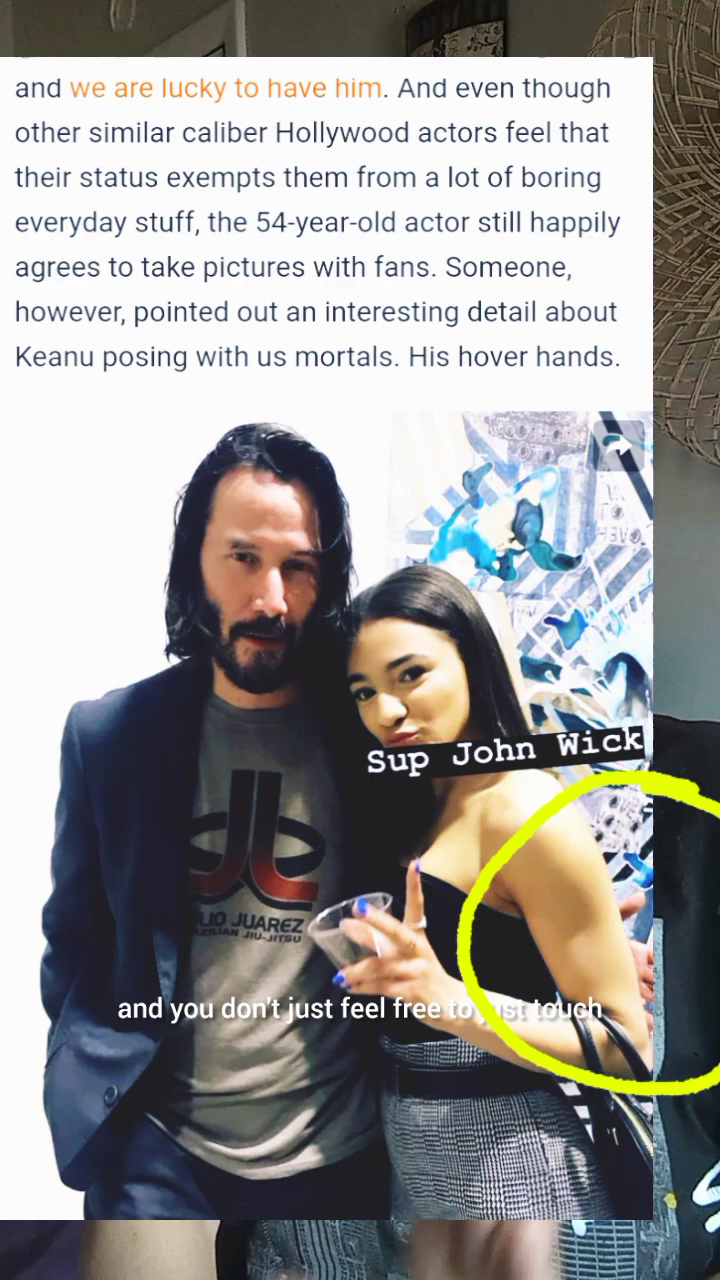 and we are lucky to have him. And even though
other similar caliber Hollywood actors feel that
their status exempts them from a lot of boring
everyday stuff, the 54-year-old actor still happily
agrees to take pictures with fans. Someone,
however, pointed out an interesting detail about
Keanu posing with us mortals. His hover hands.
Sup John Wick
JUAREZ
JIU-JITSU
and you don't just feel free to just touch